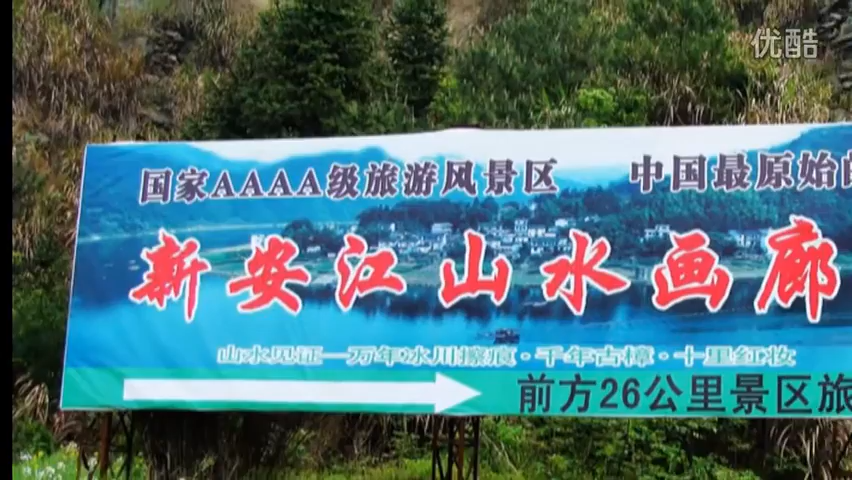 优酷
国家AAAA级旅游风景区 中国最原始的
新安江山水画廊
山水见证一万年冰川擦痕·千年古樟·十里红妆
前方26公里景区旅